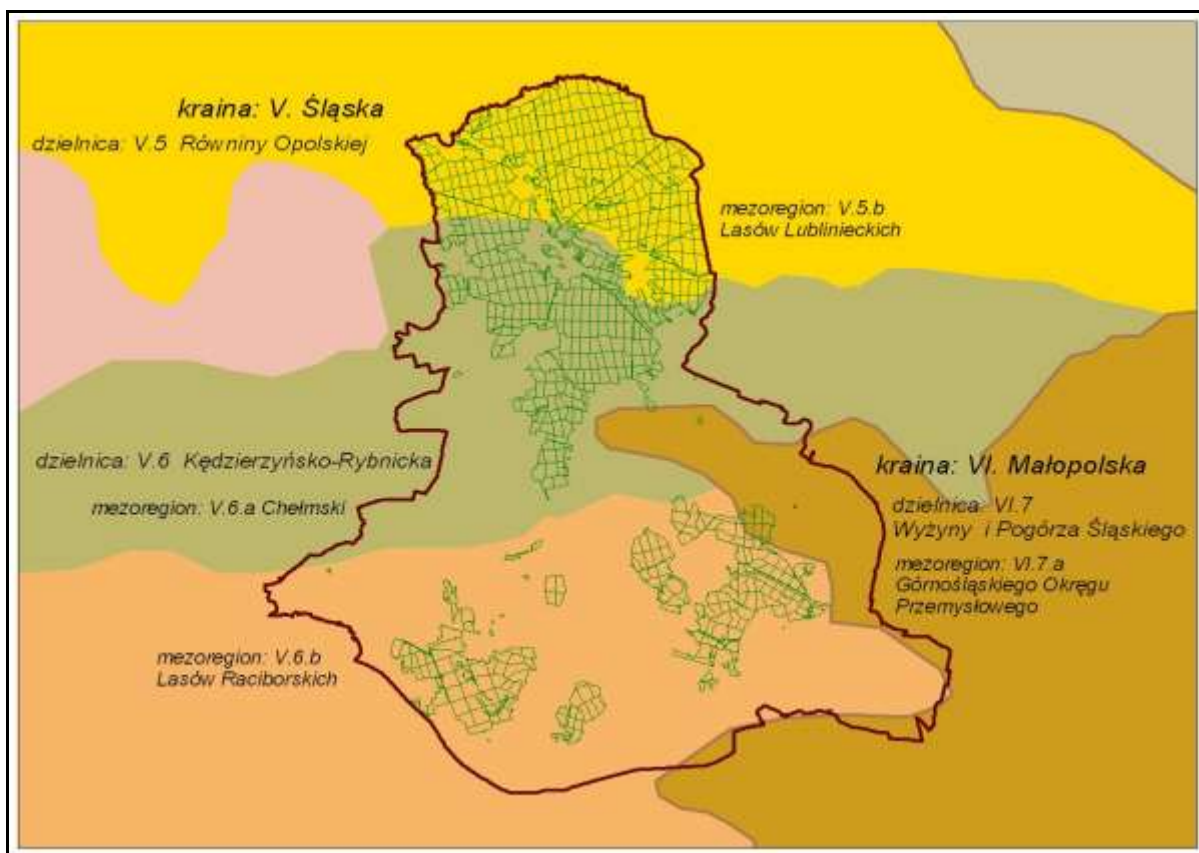 kraina: V. Śląska
dzielnica: V.5 Równiny Opolskiej
mezoregion: V.5.b
Lasów Lublinieckich
dzielnica: V.6 Kędzierzyńsko-Rybnicka
mezoregion: V.6.a Chełmski
kraina: VI. Małopolska
dzielnica: VI.7
Wyżyny i Pogórza Śląskiego
mezoregion: VI.7.a
Górnośląskiego Okręgu
Przemysłowego
mezoregion: V.6.b
Lasów Raciborskich